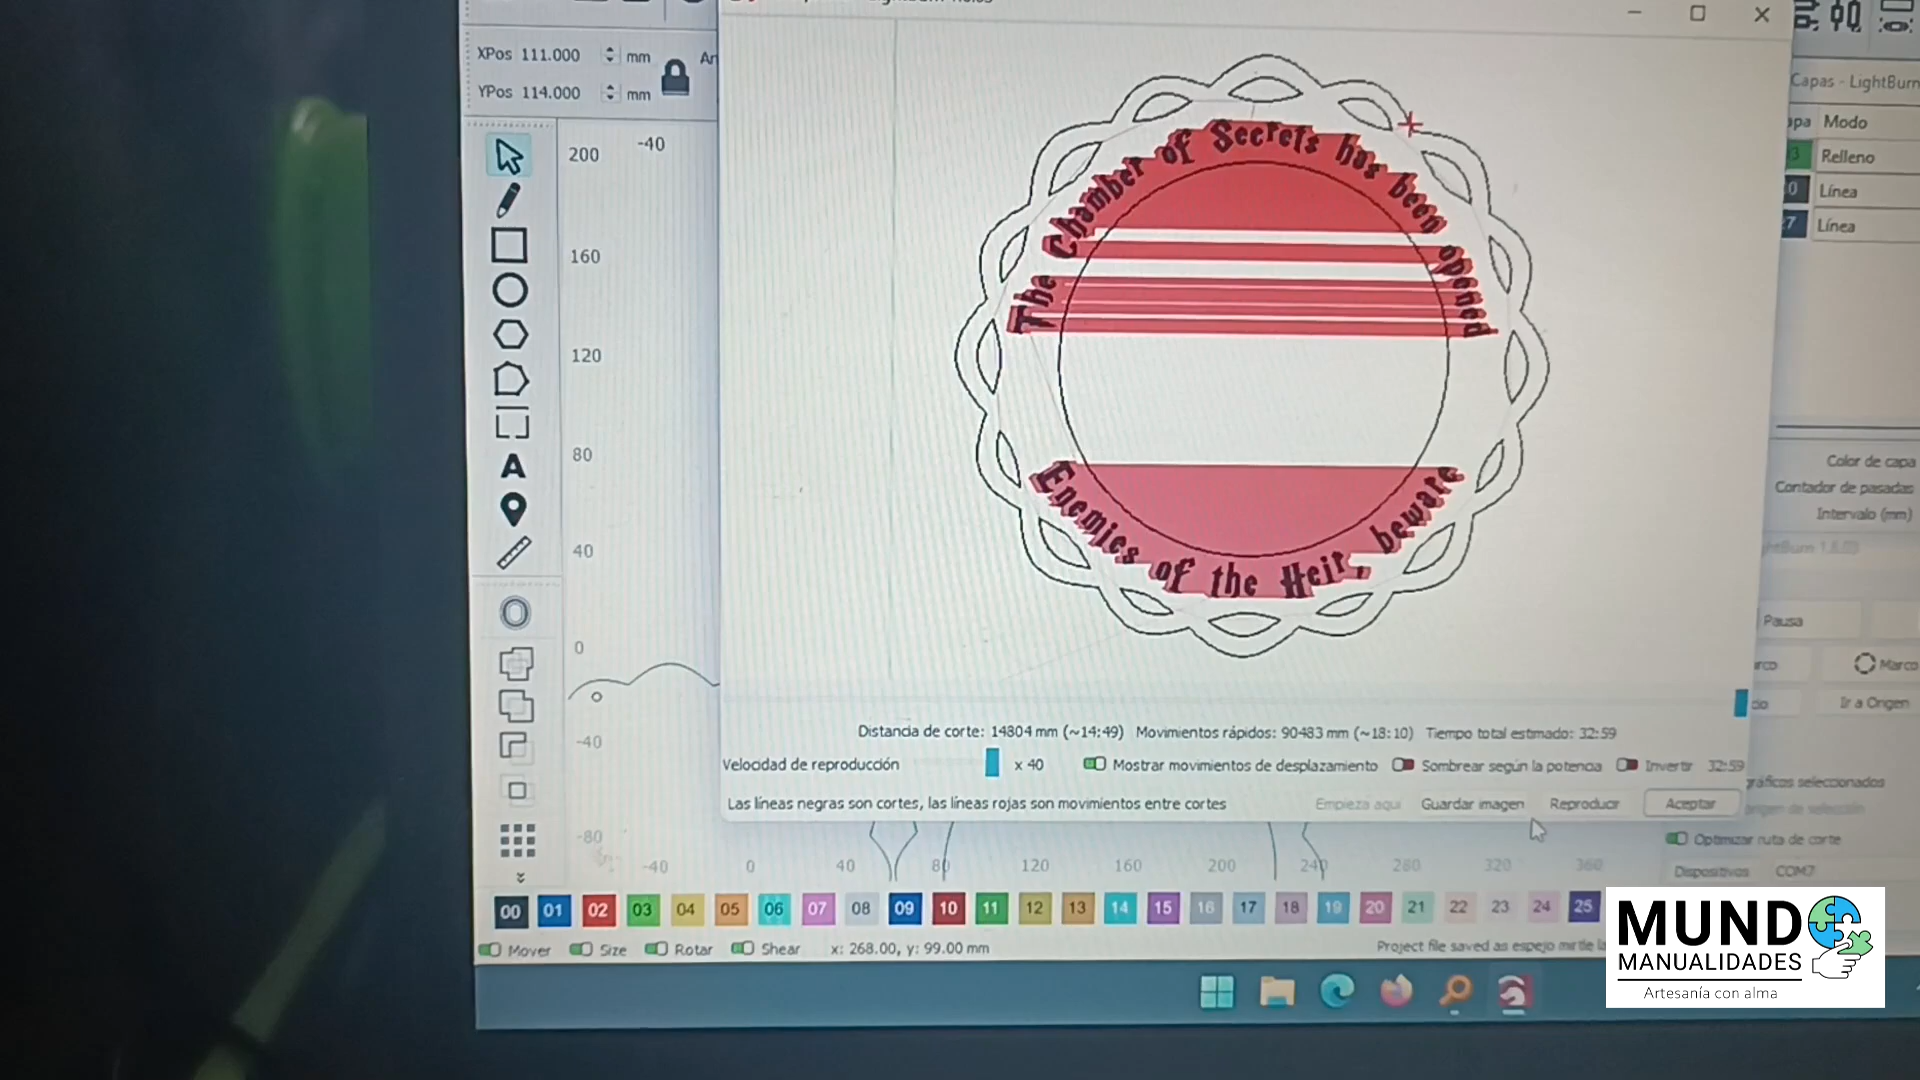 XPos 111.000 mm
YPos 114.000 mm
200
-40
160
120
80
40
0
-40
-80
The Chamber of Secrets has been opened
Enemies of the Heir, beware
Capas - LightBurn
Modo
Relleno
Línea
Línea
Color de capa
Contador de pasadas
Intervalo (mm)
Pausa
Marco
Ir a Origen
Distancia de corte: 14804 mm (~14:49) Movimientos rápidos: 90483 mm (~18:10) Tiempo total estimado: 32:59
Velocidad de reproducción x 40 Mostrar movimientos de desplazamiento Sombrear según la potencia Invertir 32:59
Las líneas negras son cortes, las líneas rojas son movimientos entre cortes Empieza aquí Guardar imagen Reproducir Aceptar
Optimizar ruta de corte
Dispositivos COM7
-40 0 40 80 120 160 200 240 280 320 360
00 01 02 03 04 05 06 07 08 09 10 11 12 13 14 15 16 17 18 19 20 21 22 23 24 25
Mover Size Rotar Shear x: 268.00, y: 99.00 mm
Project file saved as espejo
MUNDO
MANUALIDADES
Artesanía con alma